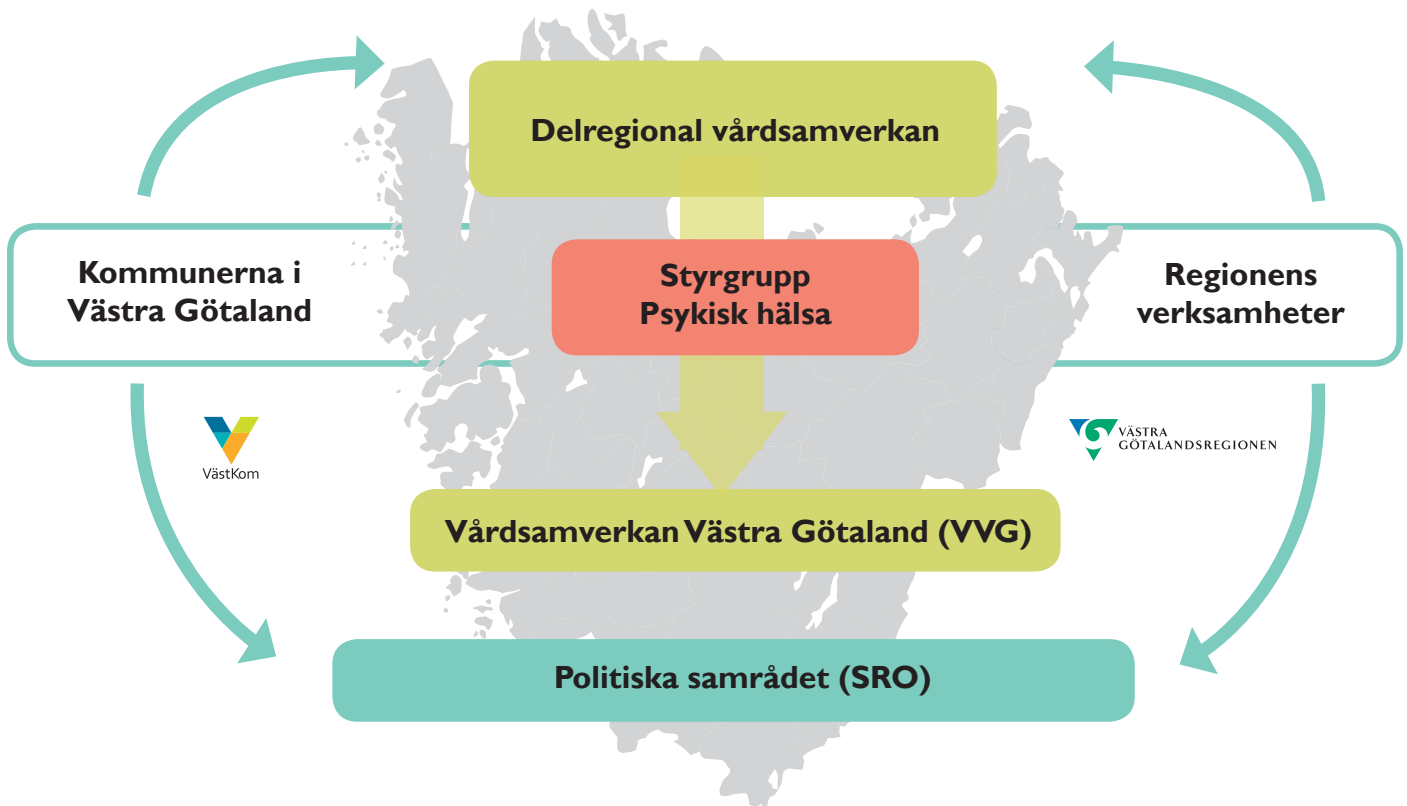 Delregional vårdsamverkan
Kommunerna i
Västra Götaland
Styrgrupp
Psykisk hälsa
Regionens
verksamheter
VästKom
VÄSTRA
GÖTALANDSREGIONEN
Vårdsamverkan Västra Götaland (VVG)
Politiska samrådet (SRO)